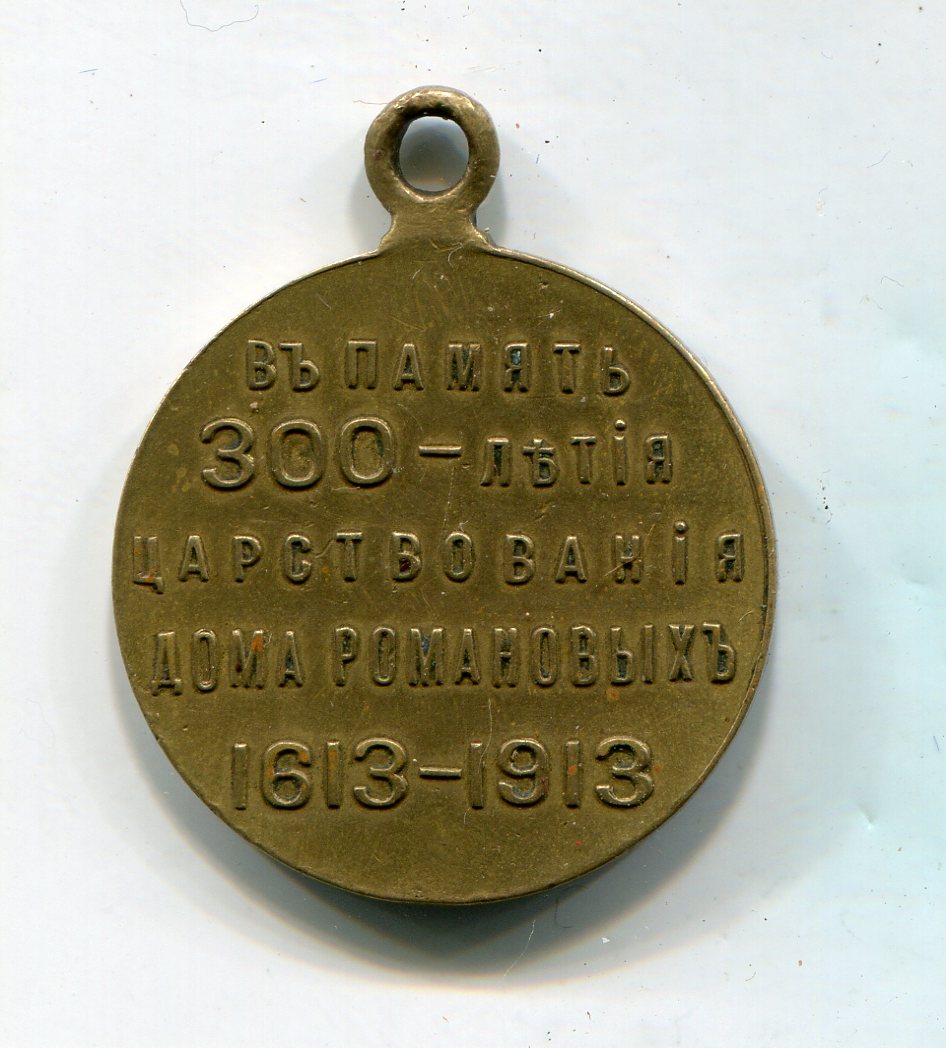 ВЪ ПАМЯТЬ
300-ЛѢТІЯ
ЦАРСТВОВАНІЯ
ДОМА РОМАНОВЫХЪ
1613-1913